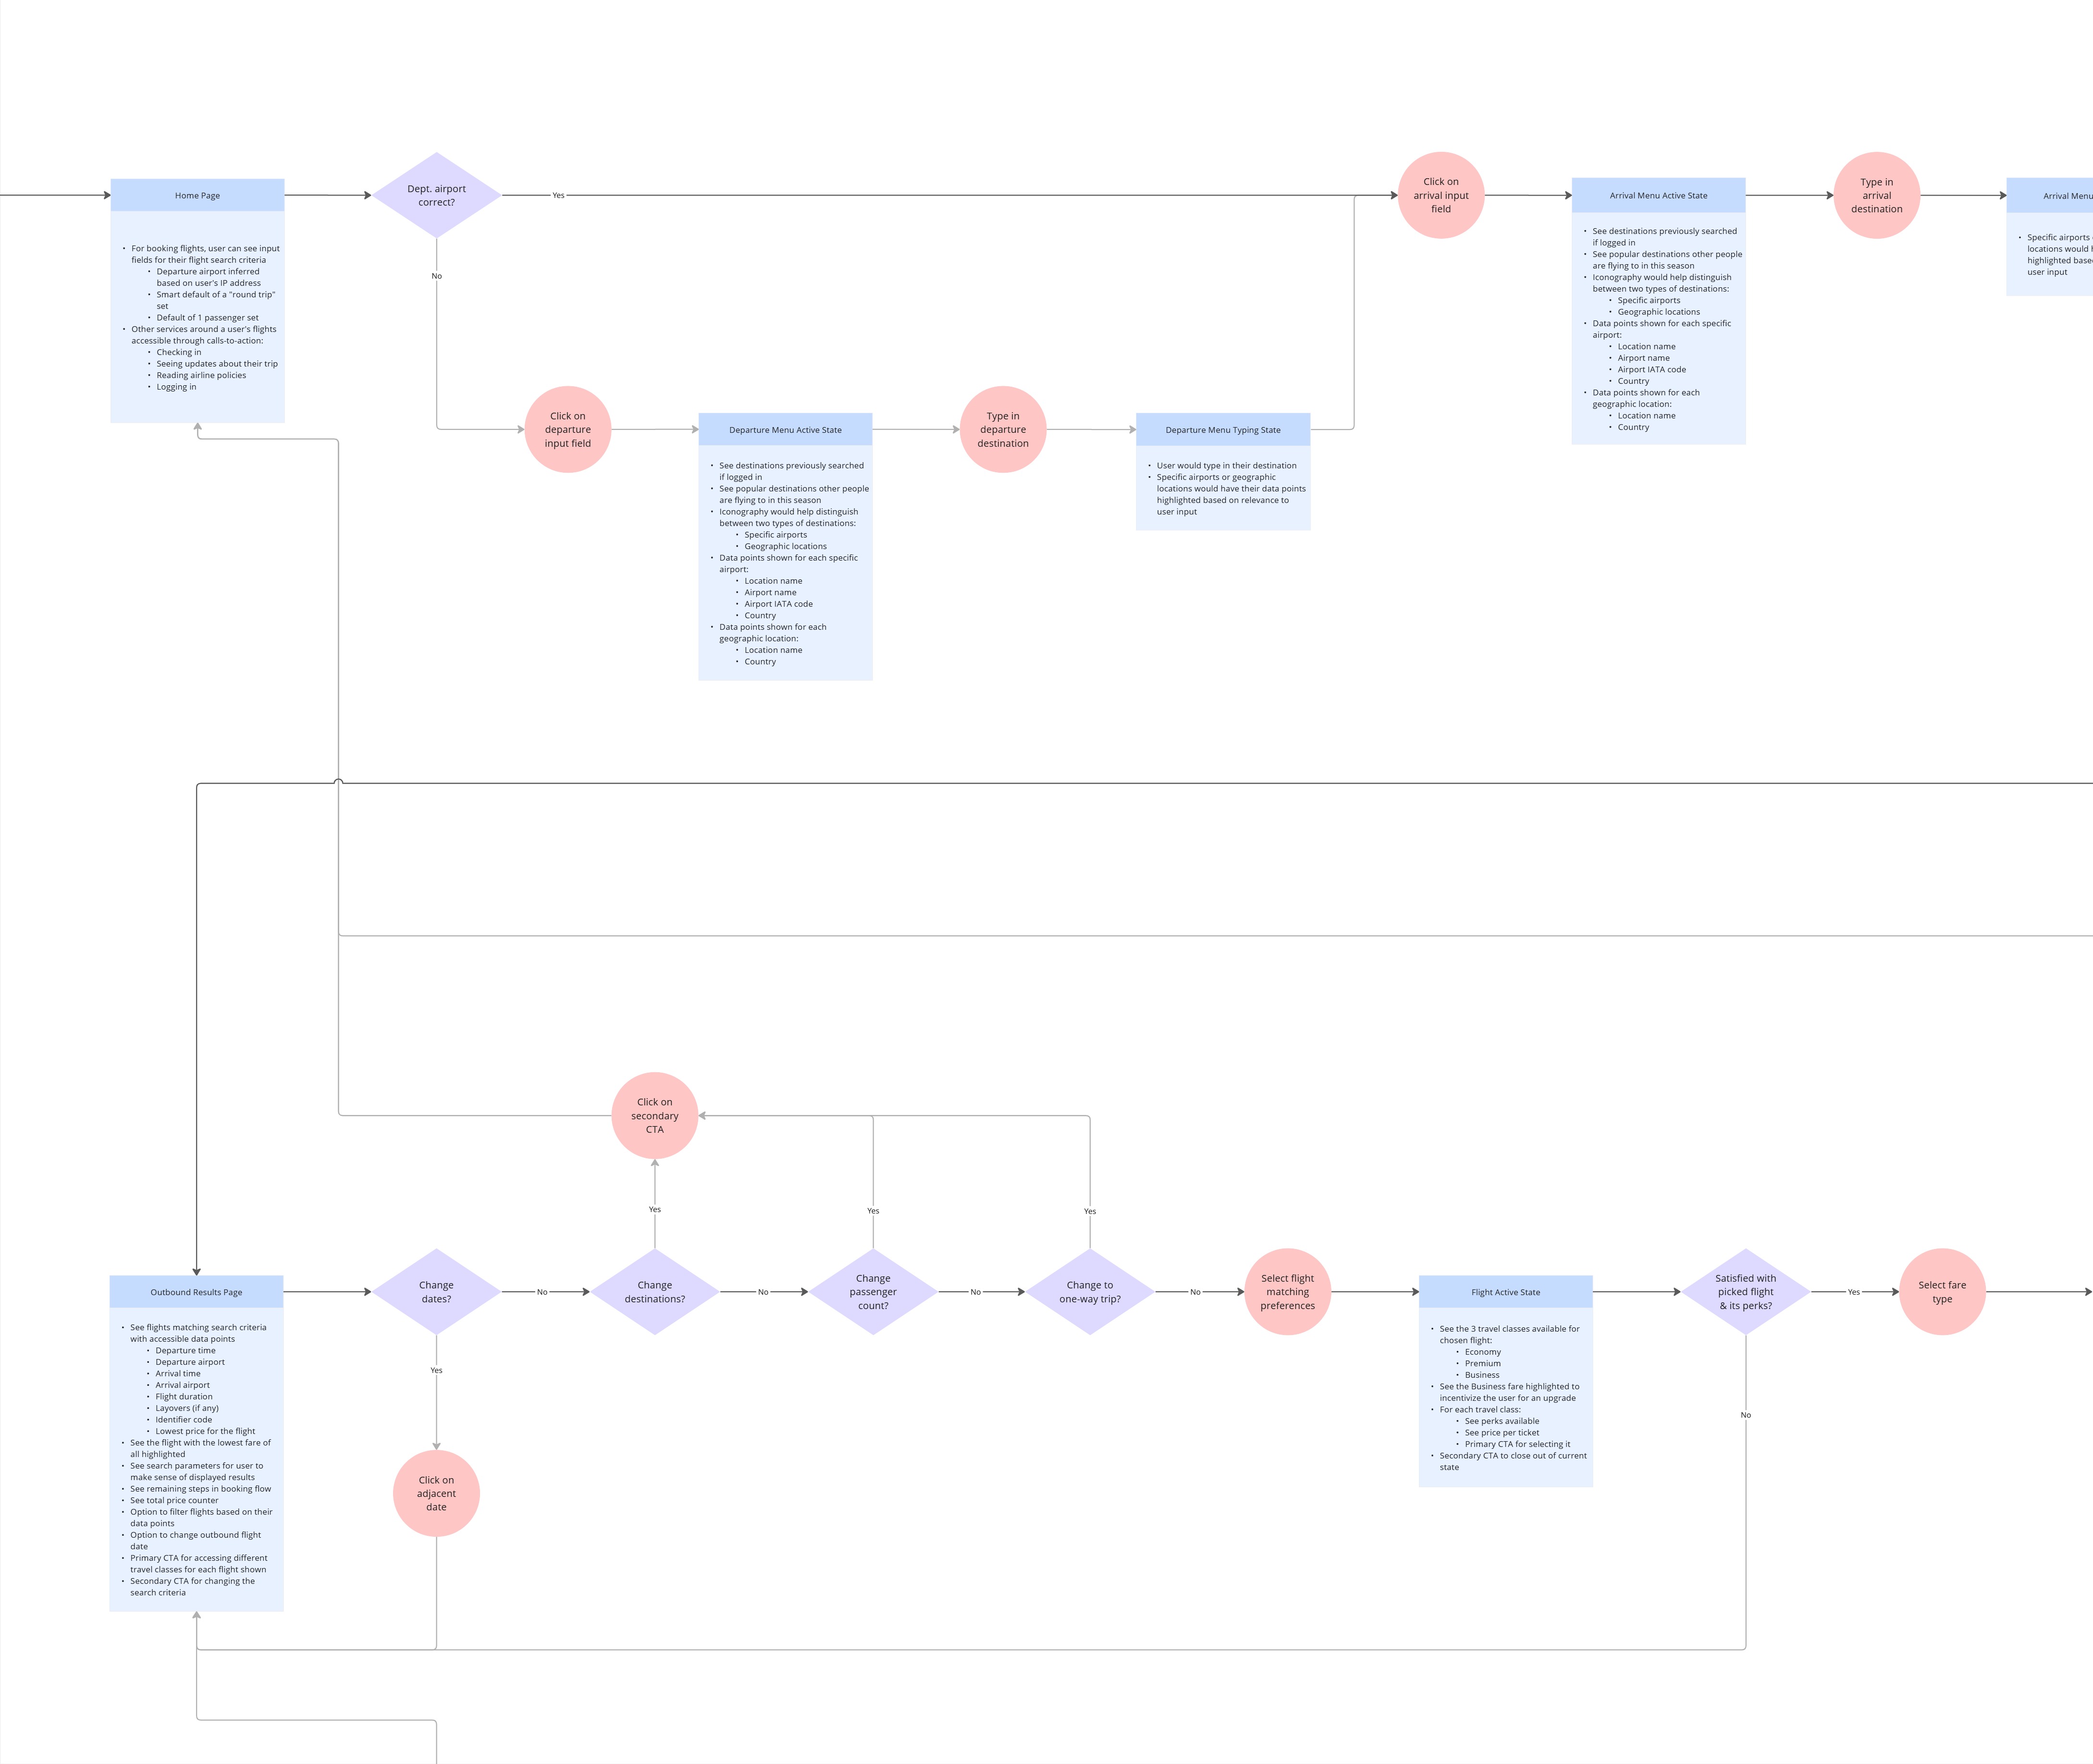 Home Page
• For booking flights, user can see input
fields for their flight search criteria
• Departure airport inferred
based on user's IP address
• Smart default of a "round trip"
set
• Default of 1 passenger set
• Other services around a user's flights
accessible through calls-to-action:
• Checking in
• Seeing updates about their trip
• Reading airline policies
• Logging in
Dept. airport
correct?
Yes
No
Click on
departure
input field
Departure Menu Active State
• See destinations previously searched
if logged in
• See popular destinations other people
are flying to in this season
• Iconography would help distinguish
between two types of destinations:
• Specific airports
• Geographic locations
• Data points shown for each specific
airport:
• Location name
• Airport name
• Airport IATA code
• Country
• Data points shown for each
geographic location:
• Location name
• Country
Type in
departure
destination
Departure Menu Typing State
• User would type in their destination
• Specific airports or geographic
locations would have their data points
highlighted based on relevance to
user input
Click on
arrival input
field
Arrival Menu Active State
• See destinations previously searched
if logged in
• See popular destinations other people
are flying to in this season
• Iconography would help distinguish
between two types of destinations:
• Specific airports
• Geographic locations
• Data points shown for each specific
airport:
• Location name
• Airport name
• Airport IATA code
• Country
• Data points shown for each
geographic location:
• Location name
• Country
Type in
arrival
destination
Arrival Menu
• Specific airports
locations would
highlighted
user input
Click on
secondary
CTA
Yes
Yes
Yes
Outbound Results Page
• See flights matching search criteria
with accessible data points
• Departure time
• Departure airport
• Arrival time
• Arrival airport
• Flight duration
• Layovers (if any)
• Identifier code
• Lowest price for the flight
• See the flight with the lowest fare of
all highlighted
• See search parameters for user to
make sense of displayed results
• See remaining steps in booking flow
• See total price counter
• Option to filter flights based on their
data points
• Option to change outbound flight
date
• Primary CTA for accessing different
travel classes for each flight shown
• Secondary CTA for changing the
search criteria
Change
dates?
No
Yes
Click on
adjacent
date
Change
destinations?
No
Change
passenger
count?
No
Change to
one-way trip?
No
Select flight
matching
preferences
Flight Active State
• See the 3 travel classes available for
chosen flight:
• Economy
• Premium
• Business
• See the Business fare highlighted to
incentivize the user for an upgrade
• For each travel class:
• See perks available
• See price per ticket
• Primary CTA for selecting it
• Secondary CTA to close out of current
state
Satisfied with
picked flight
& its perks?
Yes
No
Select fare
type